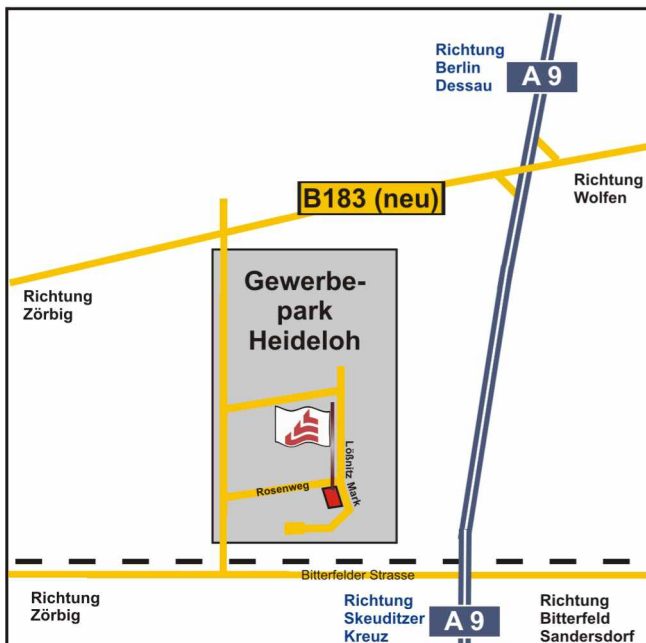 Richtung
Berlin
Dessau
A 9
B183 (neu)
Richtung
Wolfen
Richtung
Zörbig
Gewerbe-
park
Heideloh
Lößnitz Mark
Rosenweg
Bitterfelder Strasse
Richtung
Zörbig
Richtung
Skeuditzer
Kreuz
A 9
Richtung
Bitterfeld
Sandersdorf